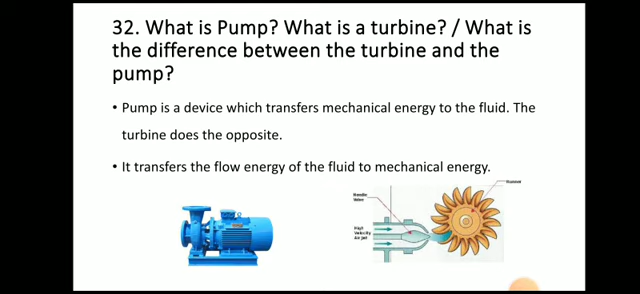 32. What is Pump? What is a turbine? / What is
the difference between the turbine and the
pump?
• Pump is a device which transfers mechanical energy to the fluid. The
turbine does the opposite.
• It transfers the flow energy of the fluid to mechanical energy.
Runner
Needle
Valve
High
Velocity
Air jet